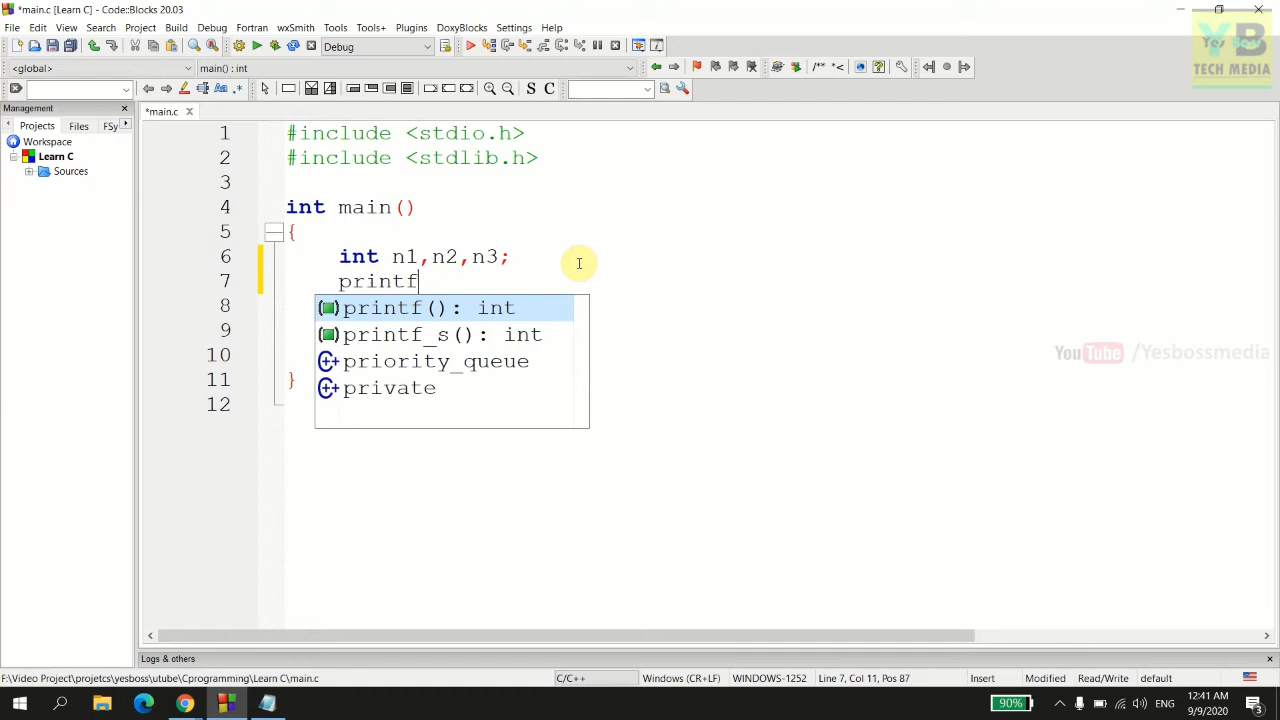 *main.c [Learn C] - Code::Blocks 20.03
File Edit View Search Project Build Debug Fortran wxSmith Tools Tools+ Plugins DoxyBlocks Settings Help
Debug
Yes Boss
YB
TECH MEDIA
<global> main() : int
/** *<
S C
Management
*main.c
Projects Files FSy
Workspace
Learn C
Sources
1 #include <stdio.h>
2 #include <stdlib.h>
3
4 int main()
5 {
6 int n1,n2,n3;
7 printf
8 printf(): int
9 printf_s(): int
10 priority_queue
11 } private
12
YouTube /Yesbossmedia
Logs & others
F:\Video Project\projetcs\yesboss\utube\Cprogramming\Learn C\main.c C/C++ Windows (CR+LF) WINDOWS-1252 Line 7, Col 11, Pos 87 Insert Modified Read/Write default
90% ENG 12:41 AM
9/9/2020
3